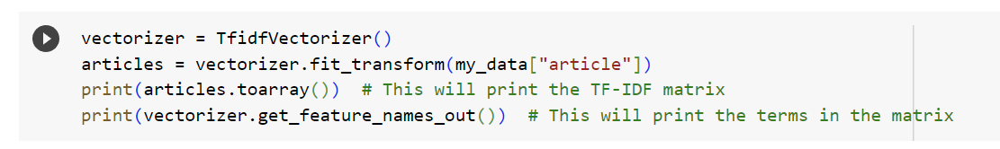 vectorizer = TfidfVectorizer()
articles = vectorizer.fit_transform(my_data["article"])
print(articles.toarray())  # This will print the TF-IDF matrix
print(vectorizer.get_feature_names_out())  # This will print the terms in the matrix